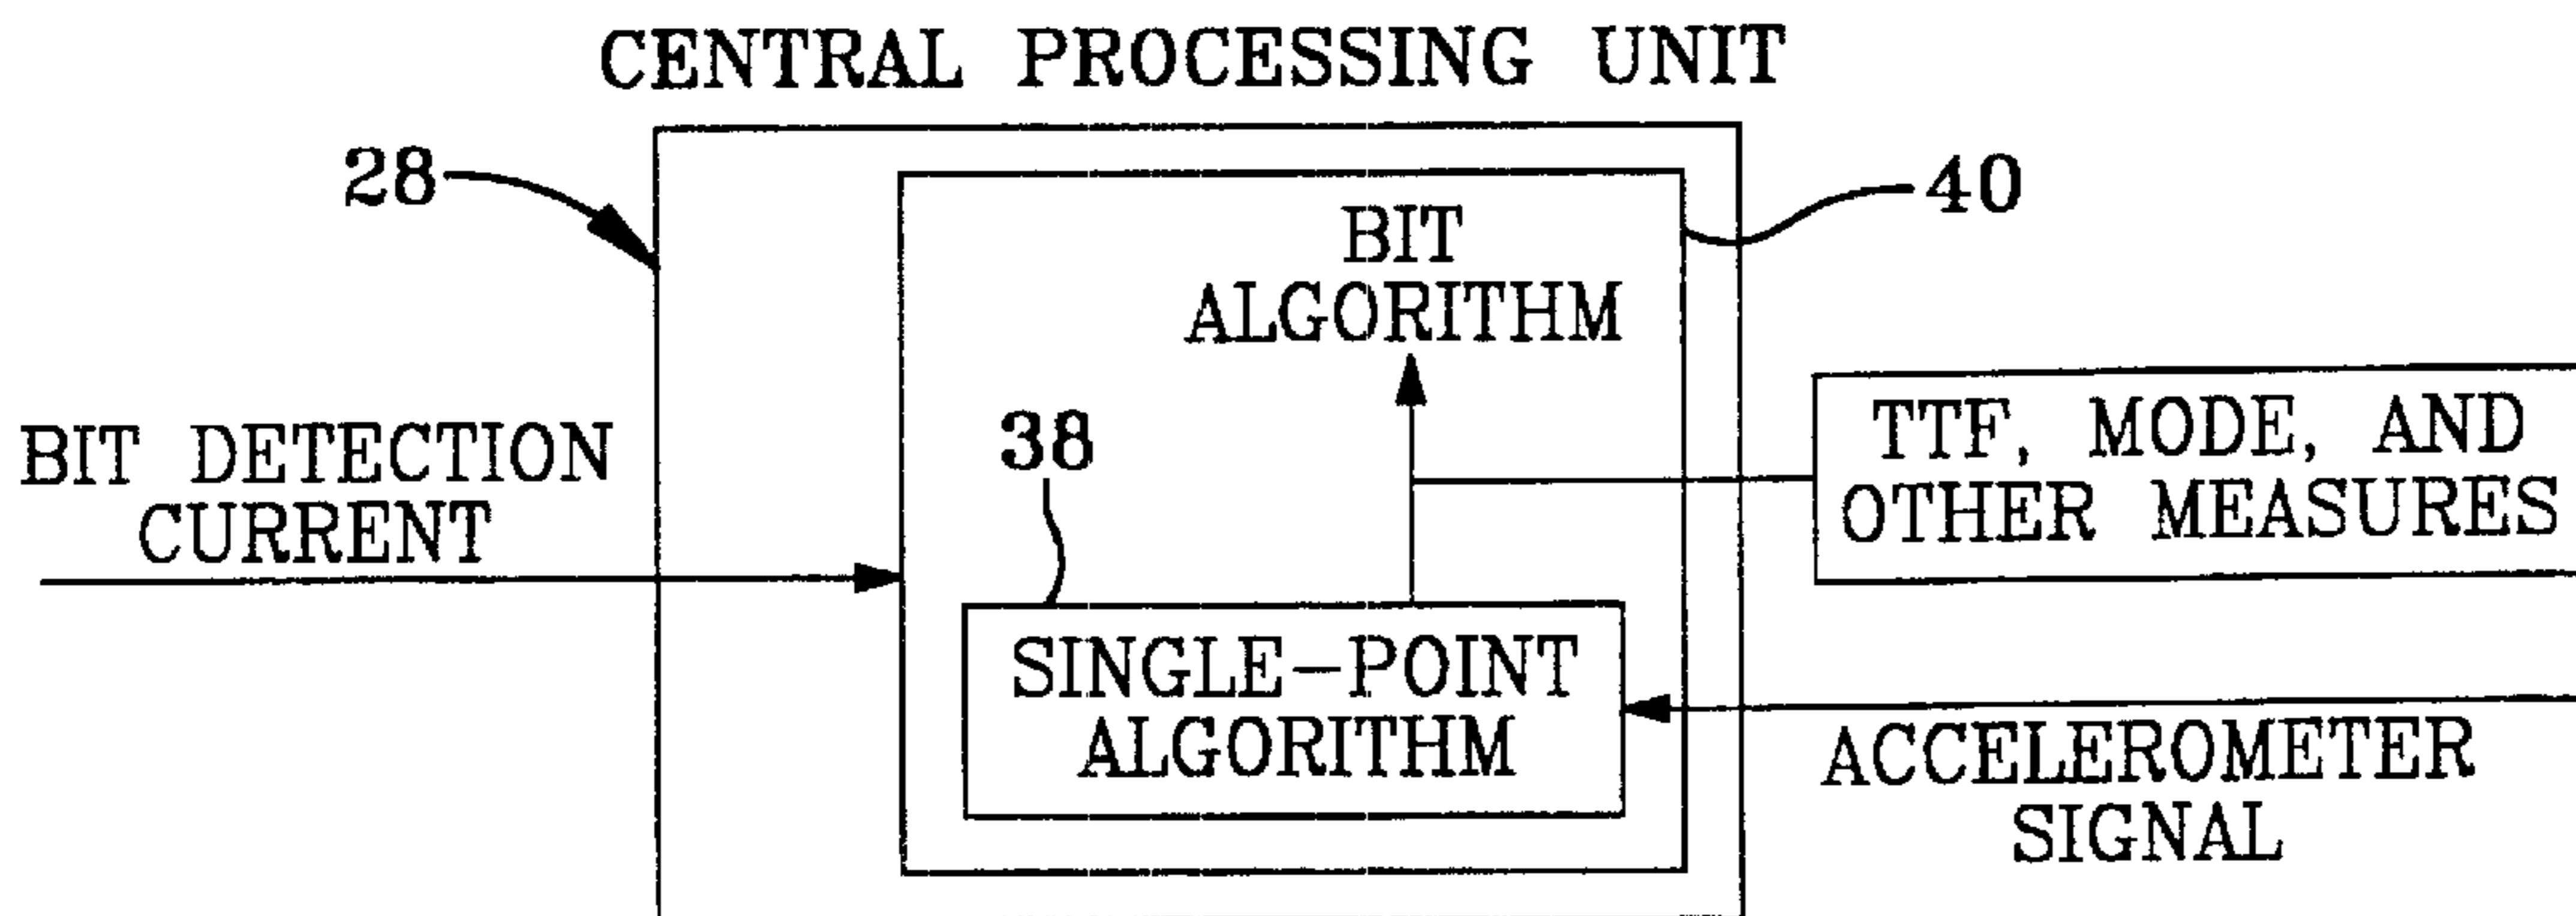 CENTRAL PROCESSING UNIT
28
40
BIT
ALGORITHM
BIT DETECTION
CURRENT
38
TTF, MODE, AND
OTHER MEASURES
SINGLE-POINT
ALGORITHM
ACCELEROMETER
SIGNAL